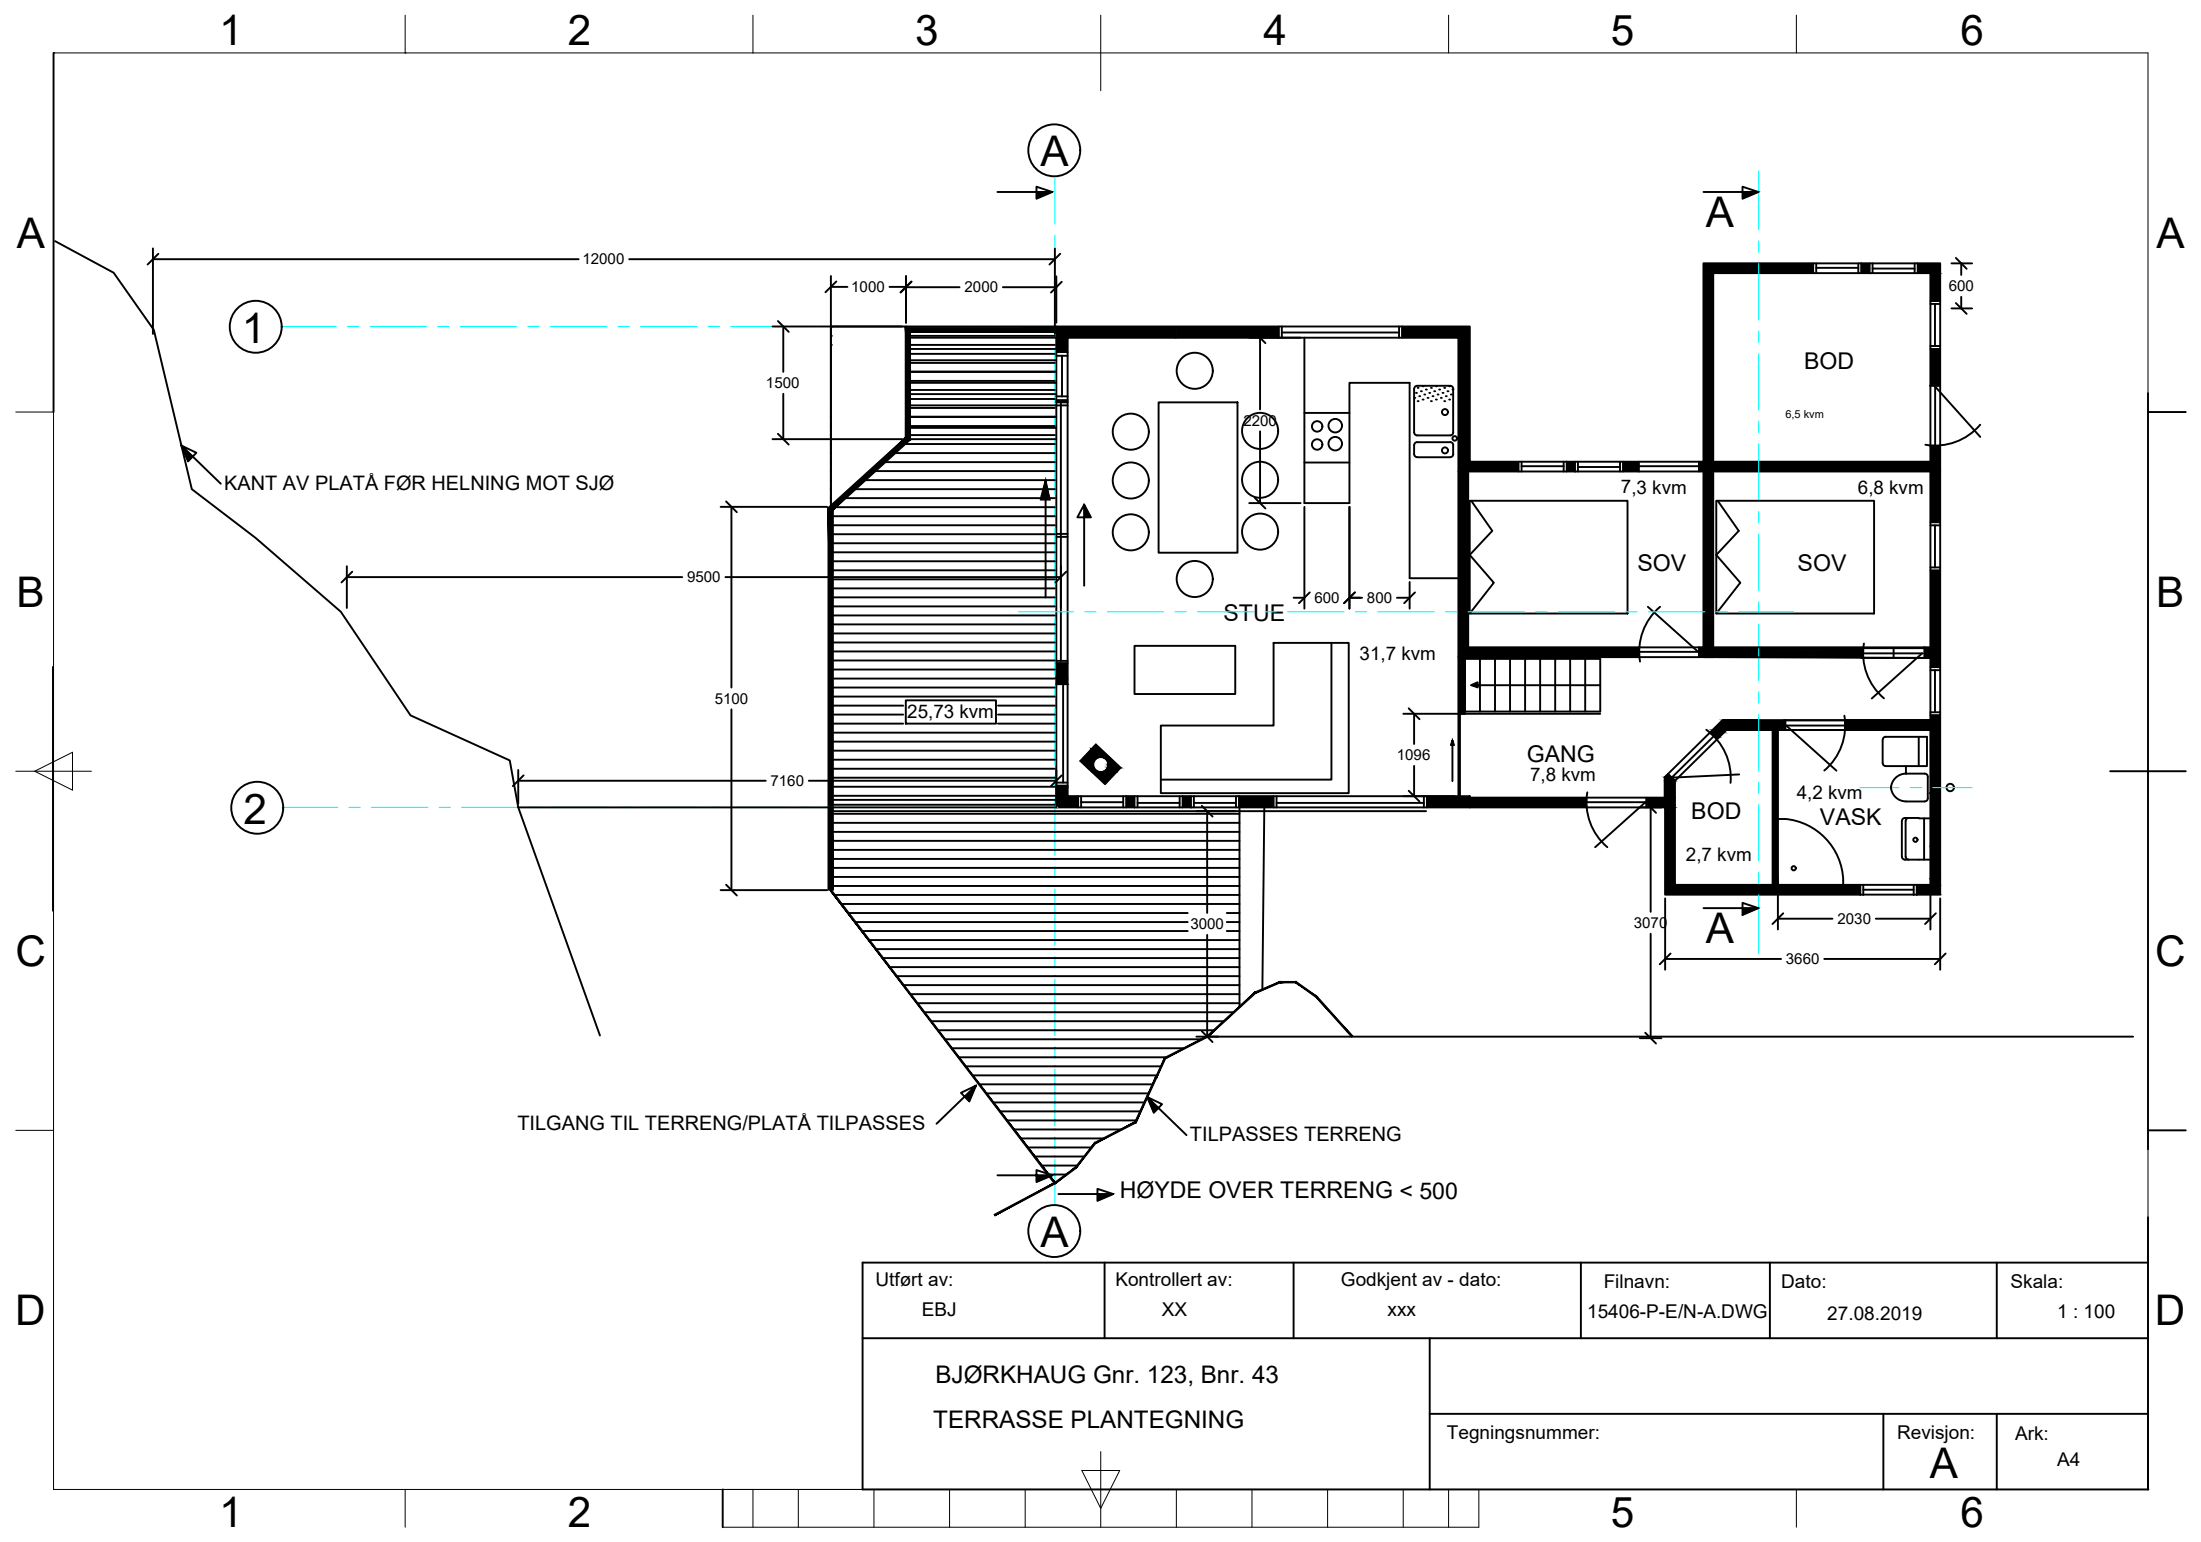 1 2 3 4 5 6
A A
A A
12000
600
1000 2000
1
BOD
1500
6,5 kvm
2200
KANT AV PLATÅ FØR HELNING MOT SJØ
7,3 kvm 6,8 kvm
SOV SOV
9500
B B
600 800
STUE
31,7 kvm
5100
25,73 kvm
1096
GANG
7,8 kvm
7160
4,2 kvm
2
BOD VASK
2,7 kvm
3000
3070
A
2030
C C
3660
TILGANG TIL TERRENG/PLATÅ TILPASSES
TILPASSES TERRENG
HØYDE OVER TERRENG < 500
A
Utført av: Kontrollert av: Godkjent av - dato: Filnavn: Dato: Skala:
EBJ XX xxx 15406-P-E/N-A.DWG 27.08.2019 1 : 100
D D
BJØRKHAUG Gnr. 123, Bnr. 43
TERRASSE PLANTEGNING
Tegningsnummer: Revisjon: Ark:
A A4
1 2 5 6